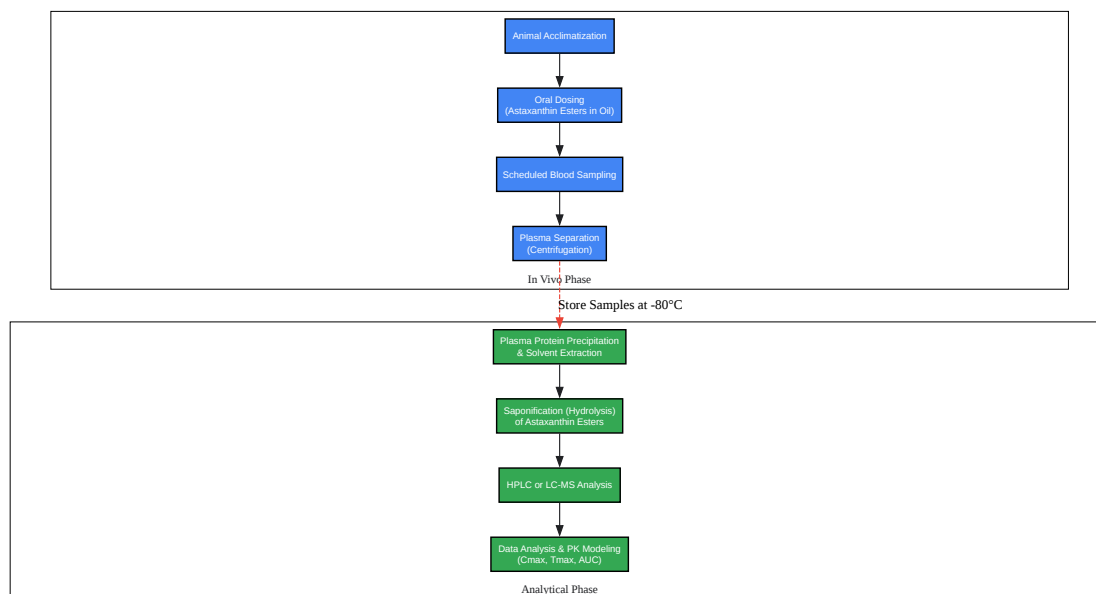 Animal Acclimatization
Oral Dosing
(Astaxanthin Esters in Oil)
Scheduled Blood Sampling
Plasma Separation
(Centrifugation)
In Vivo Phase
Store Samples at -80°C
Plasma Protein Precipitation
& Solvent Extraction
Saponification (Hydrolysis)
of Astaxanthin Esters
HPLC or LC-MS Analysis
Data Analysis & PK Modeling
(Cmax, Tmax, AUC)
Analytical Phase